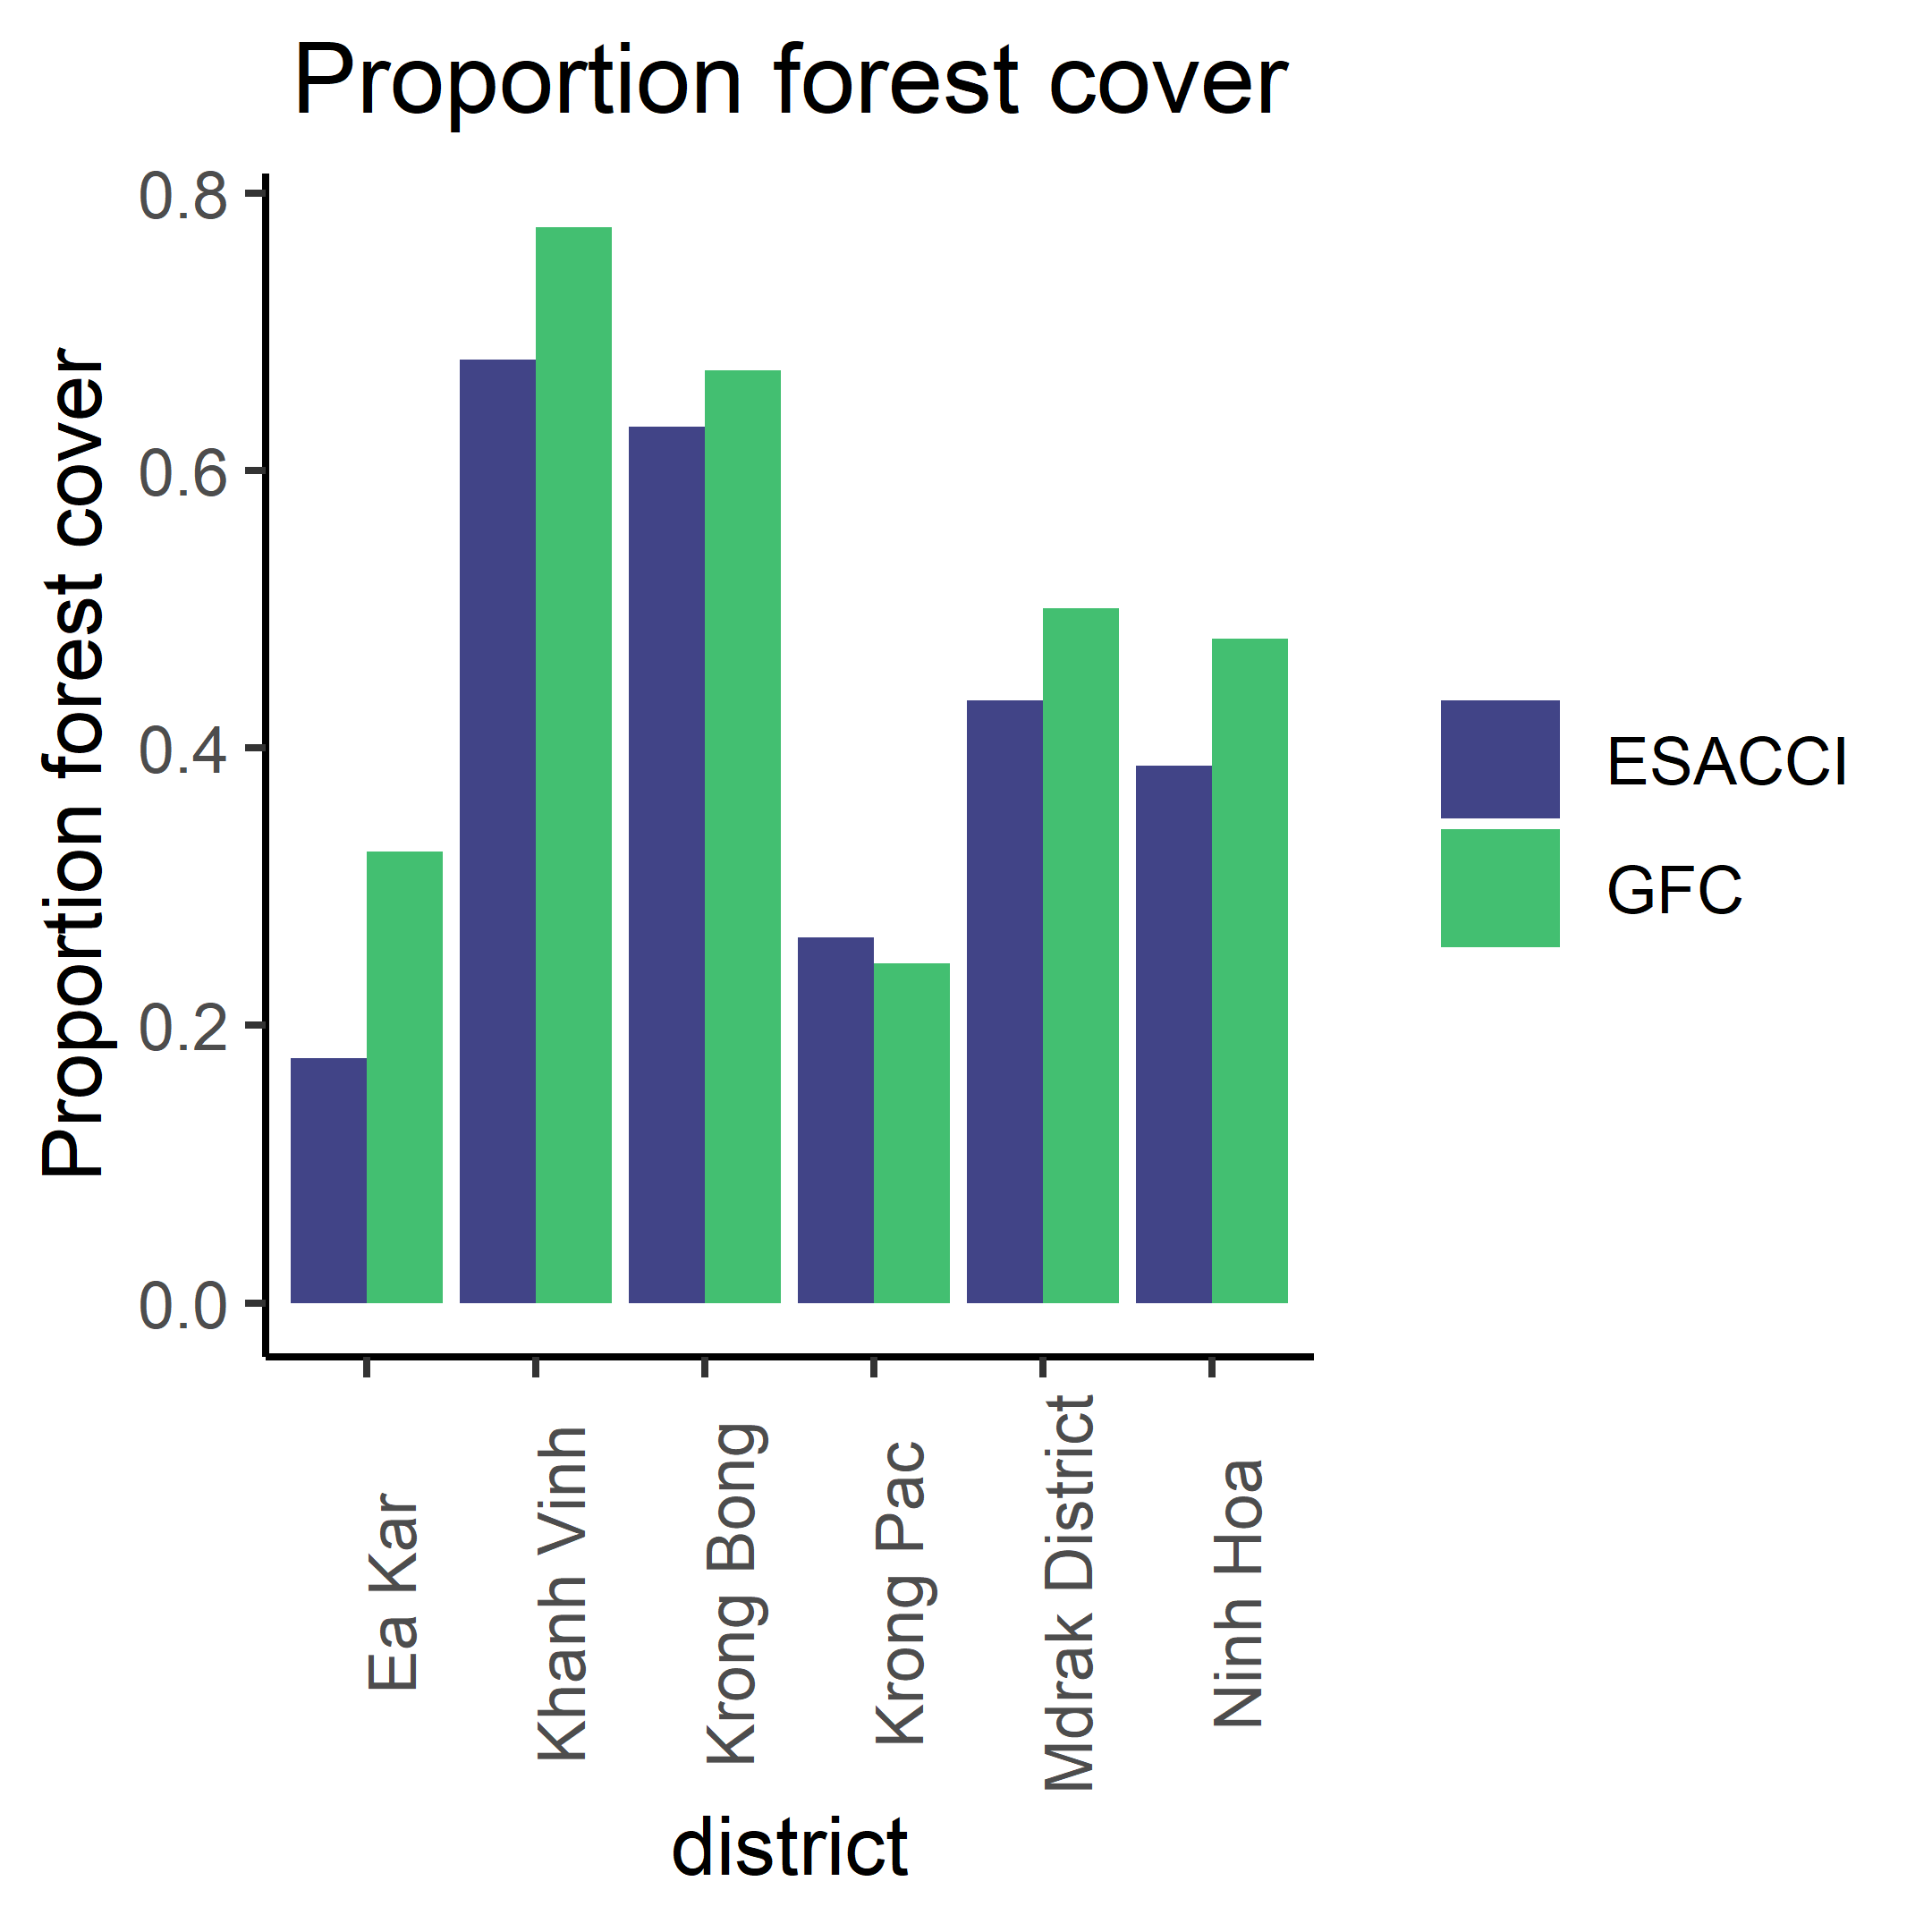 Proportion forest cover
Proportion forest cover
0.8
0.6
0.4
0.2
0.0
Ea Kar
Khanh Vinh
Krong Bong
Krong Pac
Mdrak District
Ninh Hoa
district
ESACCI
GFC